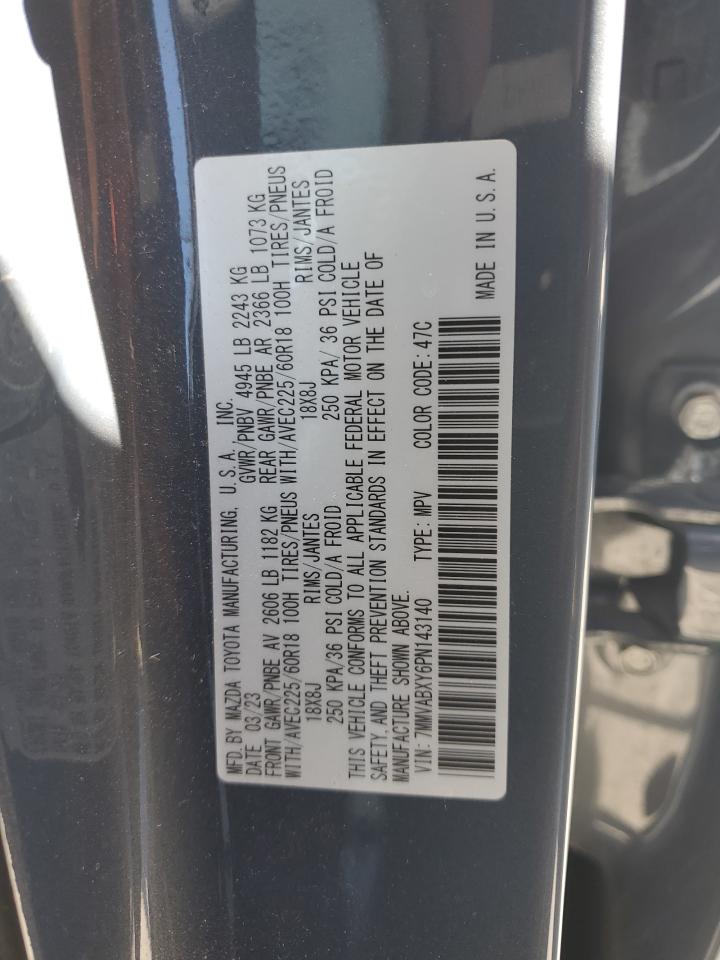 MFD. BY MAZDA TOYOTA MANUFACTURING, U.S.A. INC.
DATE 03/23 GVWR/PNBV 4945 LB 2243 KG
FRONT GAWR/PNBE AV 2606 LB 1182 KG REAR GAWR/PNBE AR 2366 LB 1073 KG
WITH/AVEC225/60R18 100H TIRES/PNEUS WITH/AVEC225/60R18 100H TIRES/PNEUS
18X8J RIMS/JANTES 18X8J RIMS/JANTES
250 KPA/36 PSI COLD/A FROID 250 KPA/ 36 PSI COLD/A FROID
THIS VEHICLE CONFORMS TO ALL APPLICABLE FEDERAL MOTOR VEHICLE
SAFETY,AND THEFT PREVENTION STANDARDS IN EFFECT ON THE DATE OF
MANUFACTURE SHOWN ABOVE.
VIN: 7MMVABXY6PN143140 TYPE: MPV COLOR CODE: 47C
MADE IN U.S.A.